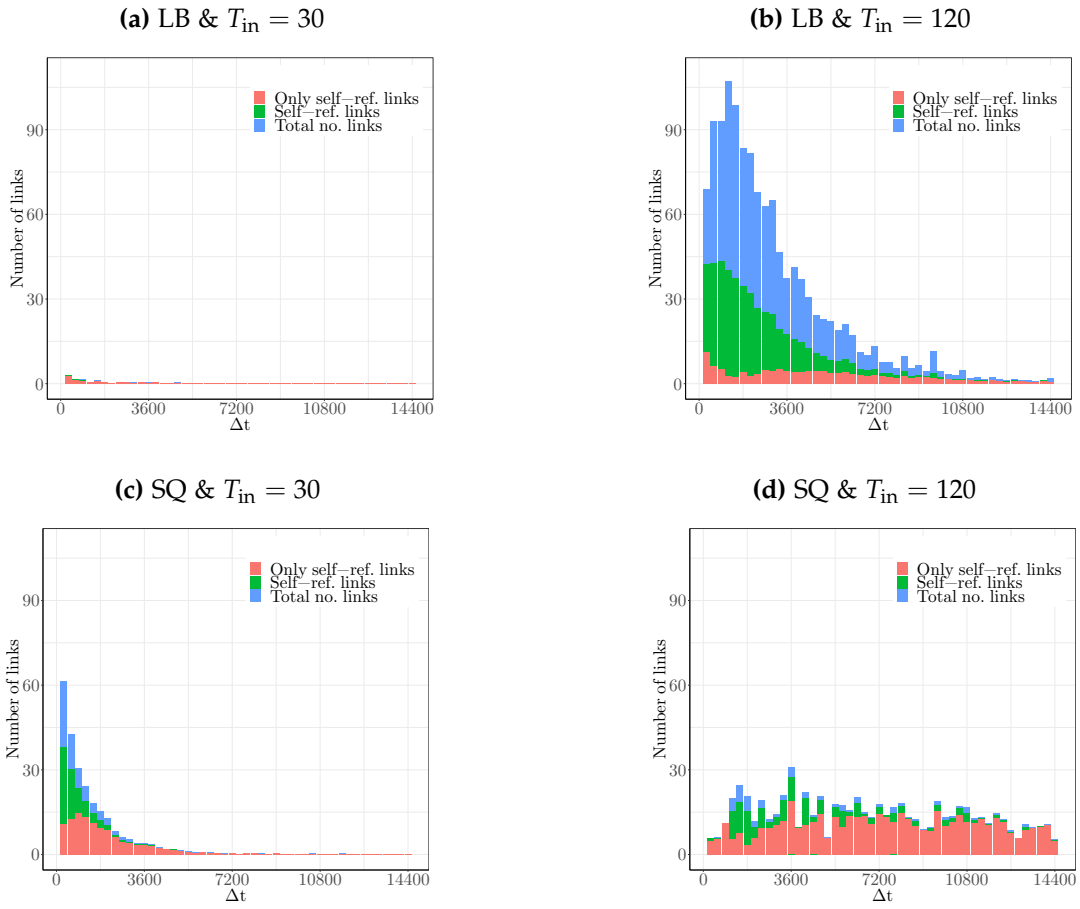 (a) LB & T_in = 30
Only self−ref. links
Self−ref. links
Total no. links
90
60
30
0
Number of links
0 3600 7200 10800 14400
Δt
(b) LB & T_in = 120
Only self−ref. links
Self−ref. links
Total no. links
90
60
30
0
Number of links
0 3600 7200 10800 14400
Δt
(c) SQ & T_in = 30
Only self−ref. links
Self−ref. links
Total no. links
90
60
30
0
Number of links
0 3600 7200 10800 14400
Δt
(d) SQ & T_in = 120
Only self−ref. links
Self−ref. links
Total no. links
90
60
30
0
Number of links
0 3600 7200 10800 14400
Δt